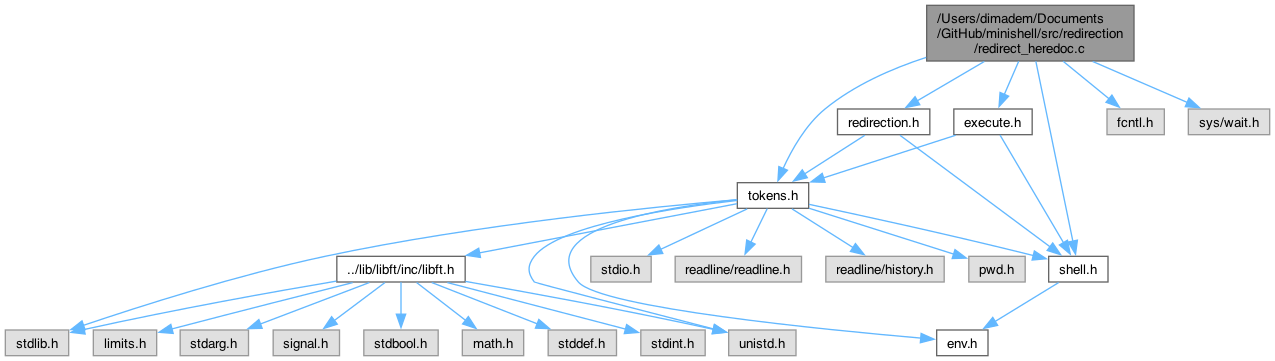 /Users/dimadem/Documents
/GitHub/minishell/src/redirection
/redirect_heredoc.c
redirection.h
execute.h
fcntl.h
sys/wait.h
tokens.h
../lib/libft/inc/libft.h
stdio.h
readline/readline.h
readline/history.h
pwd.h
shell.h
stdlib.h
limits.h
stdarg.h
signal.h
stdbool.h
math.h
stddef.h
stdint.h
unistd.h
env.h